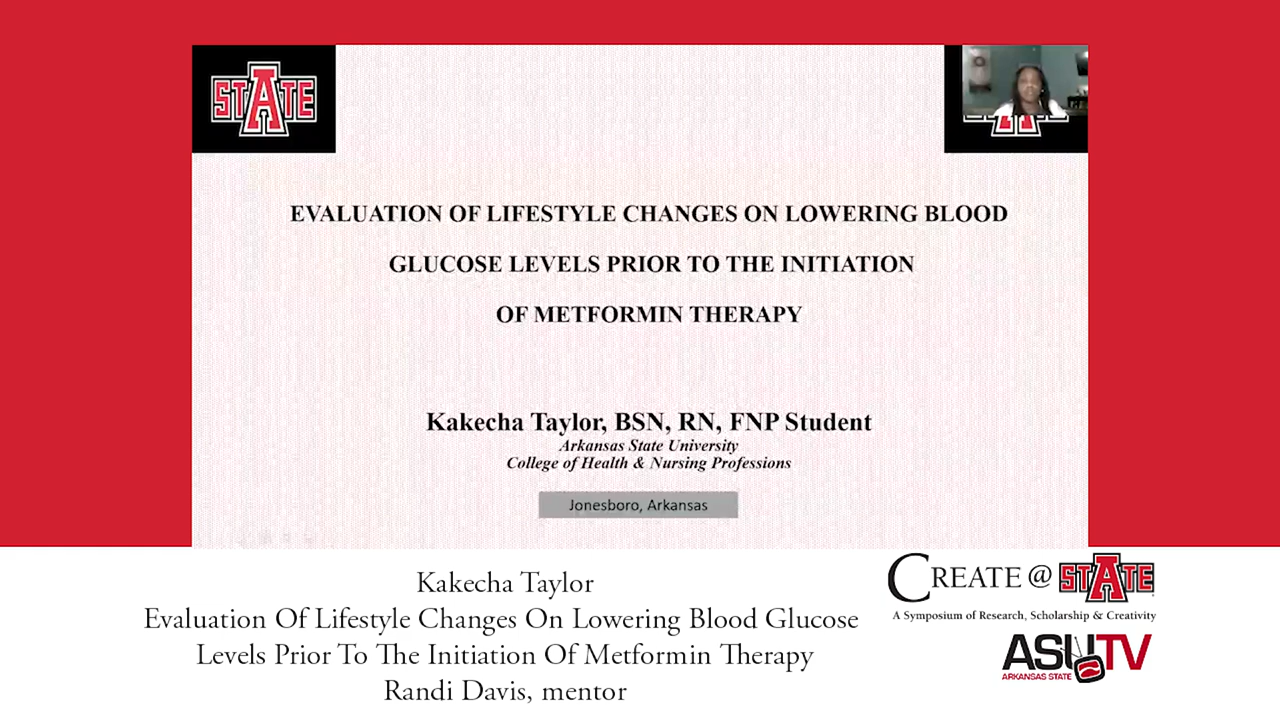 STATE
EVALUATION OF LIFESTYLE CHANGES ON LOWERING BLOOD
GLUCOSE LEVELS PRIOR TO THE INITIATION
OF METFORMIN THERAPY
Kakecha Taylor, BSN, RN, FNP Student
Arkansas State University
College of Health & Nursing Professions
Jonesboro, Arkansas
Kakecha Taylor
Evaluation Of Lifestyle Changes On Lowering Blood Glucose
Levels Prior To The Initiation Of Metformin Therapy
Randi Davis, mentor
CREATE @ STATE
A Symposium of Research, Scholarship & Creativity
ASUTV
ARKANSAS STATE